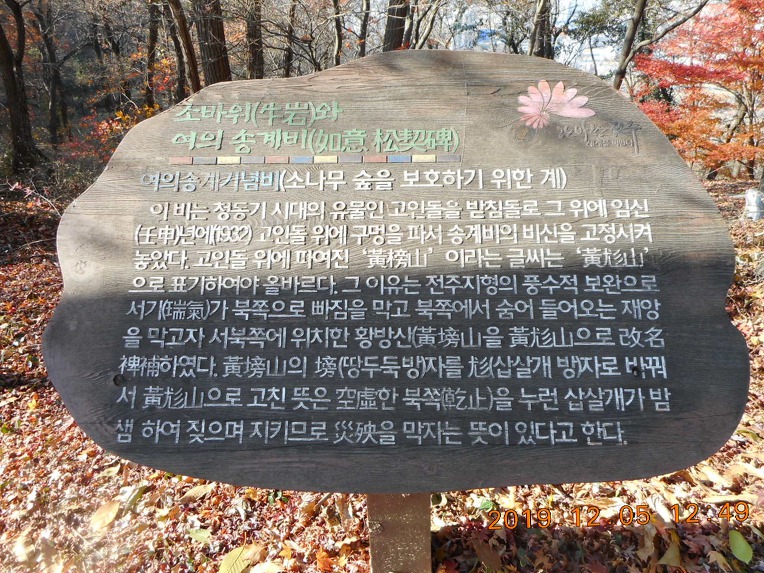 소바위(牛岩)와
여의 송계비(如意 松契碑)
여의송계커념비(소나무 숲을 보호하기 위한 계)
이 비는 청동기 시대의 유물인 고인돌을 받침돌로 그 위에 임신
(壬申)년에(1932) 고인돌 위에 구멍을 파서 송계비의 비신을 고정시켜
놓았다. 고인돌 위에 파여진 '黃榜山' 이라는 글씨는 '黃尨山'
으로 표기하여야 올바르다. 그 이유는 전주지형의 풍수적 보완으로
서기(瑞氣)가 북쪽으로 빠짐을 막고 북쪽에서 숨어 들어오는 재앙
을 막고자 서북쪽에 위치한 황방산(黃塝山을 黃尨山으로 改名
裨補하였다. 黃塝山의 塝(땅두둑방)자를 尨(삽살개 방)자로 바꿔
서 黃尨山으로 고친 뜻은 空虛한 북쪽(乾止)을 누런 삽살개가 밤
샘 하여 짖으며 지키므로 災殃을 막자는 뜻이 있다고 한다.
2019 12 05 12 49